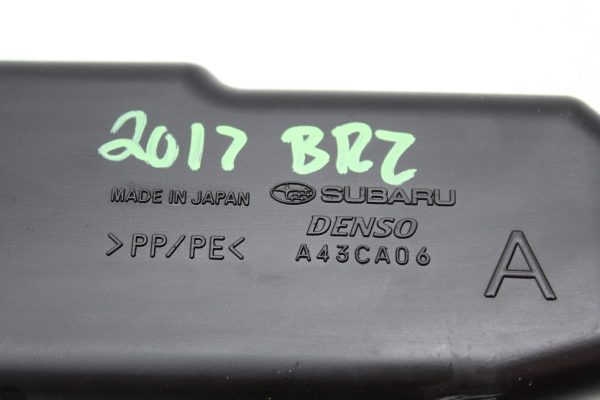 2017 BRZ
MADE IN JAPAN SUBARU
DENSO
>PP/PE< A43CA06
A